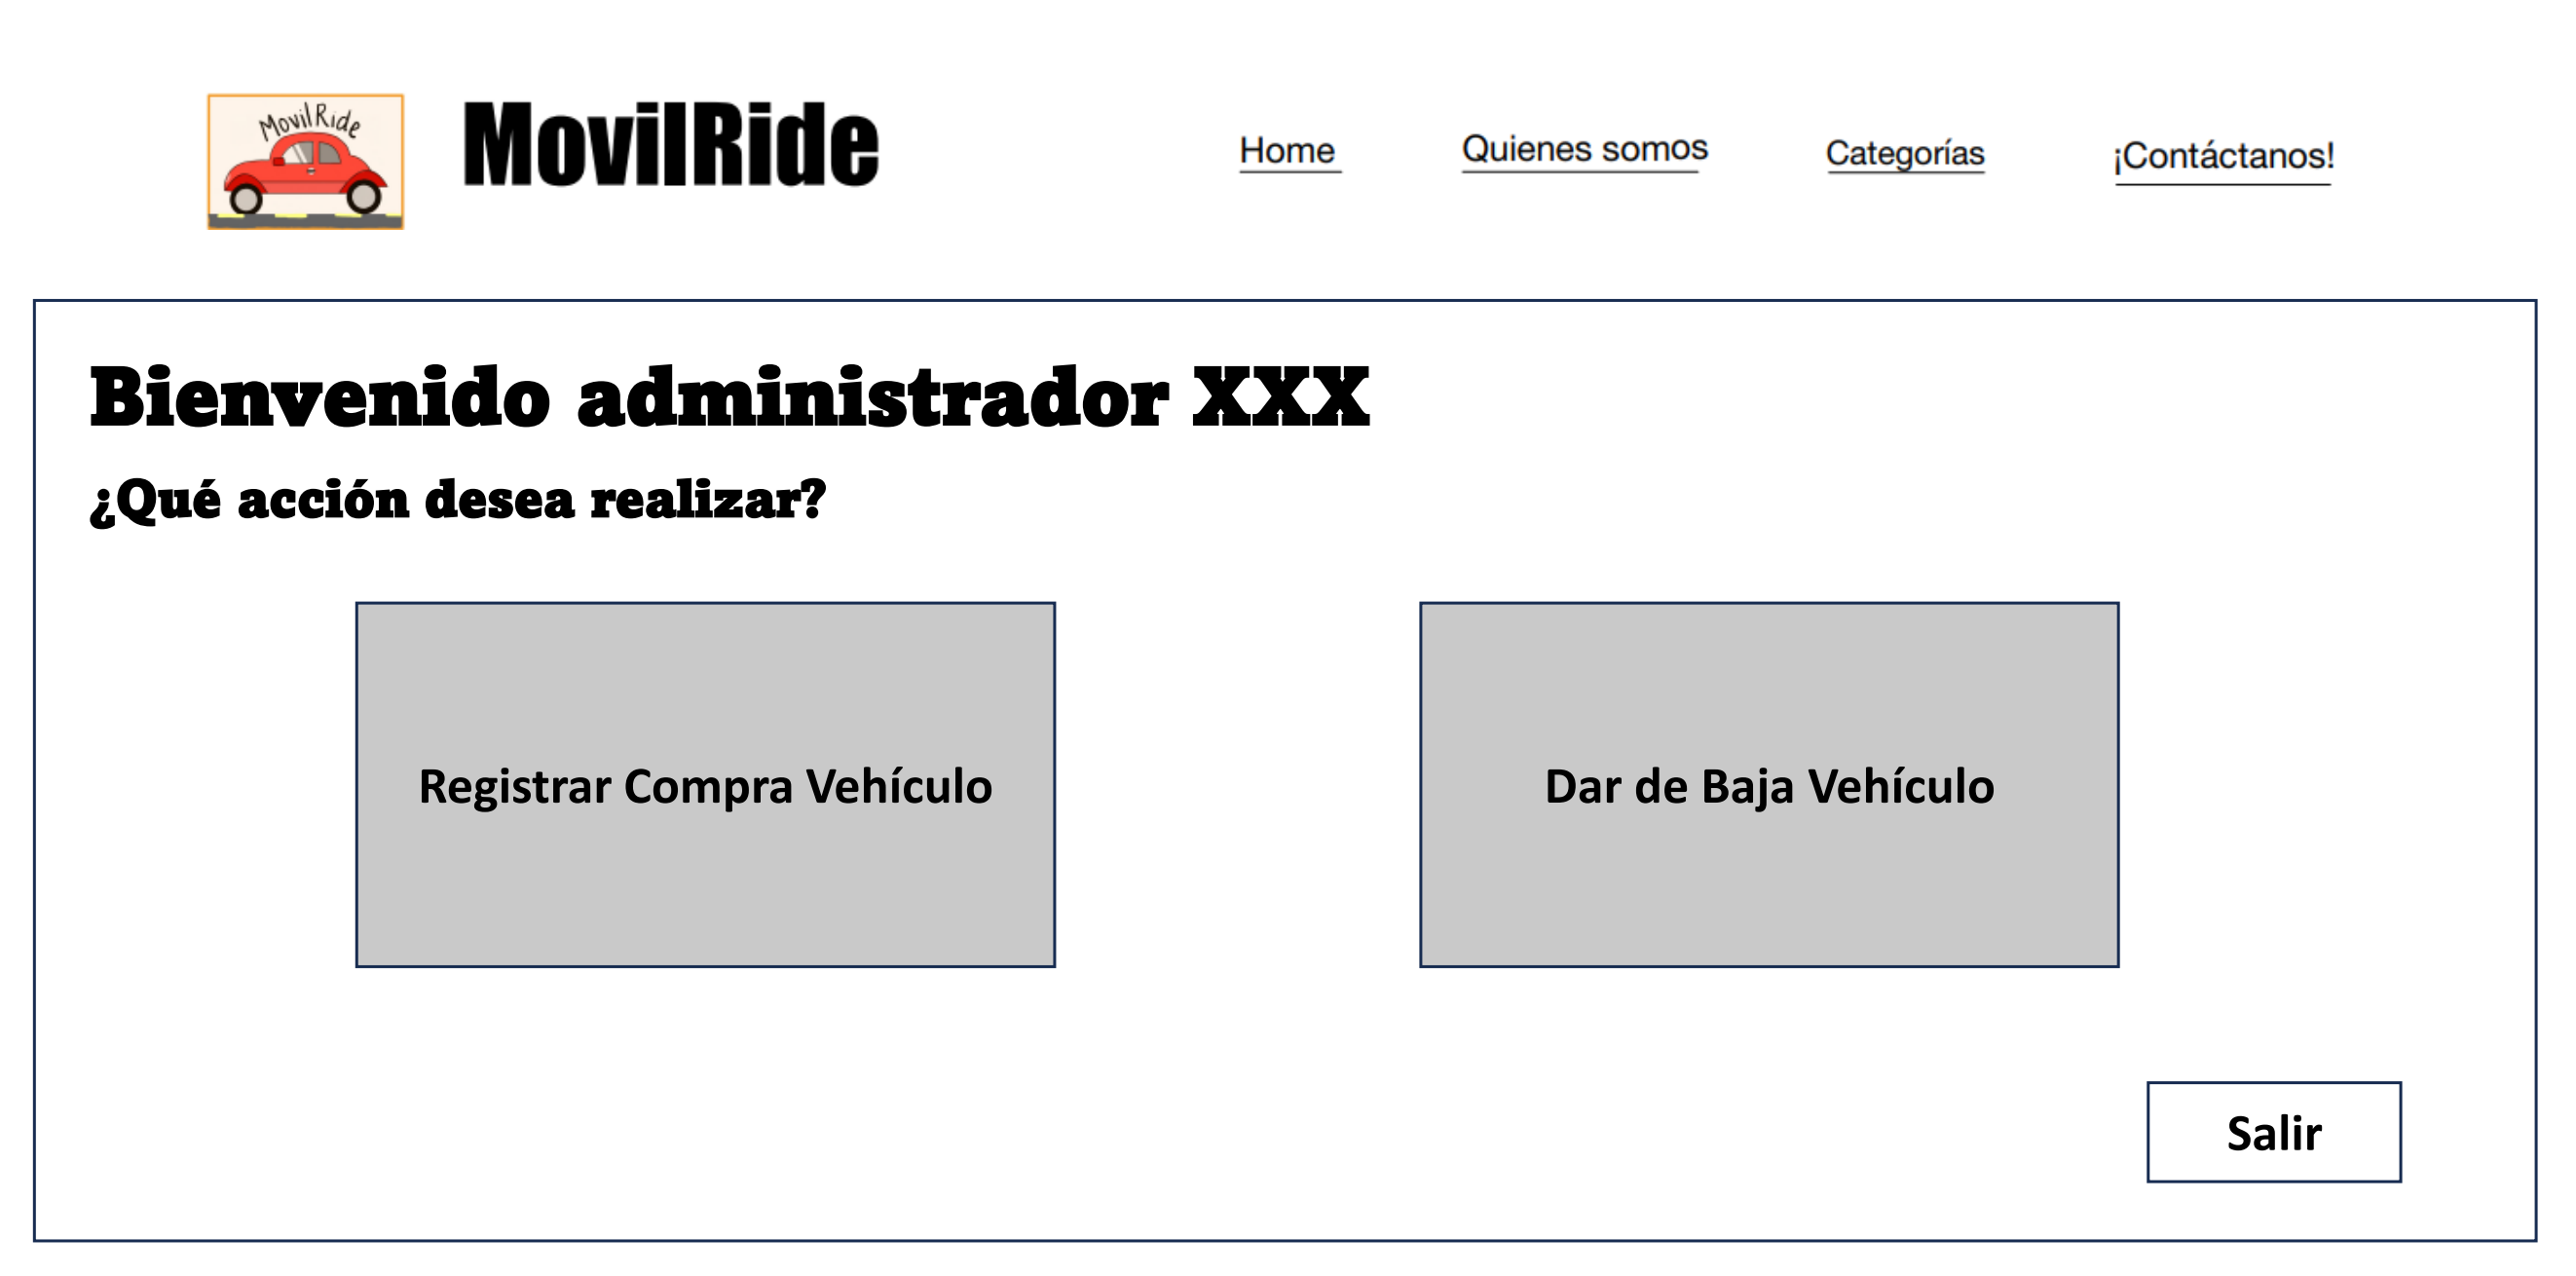 MovilRide
MovilRide
Home
Quienes somos
Categorías
¡Contáctanos!
Bienvenido administrador XXX
¿Qué acción desea realizar?
Registrar Compra Vehículo
Dar de Baja Vehículo
Salir